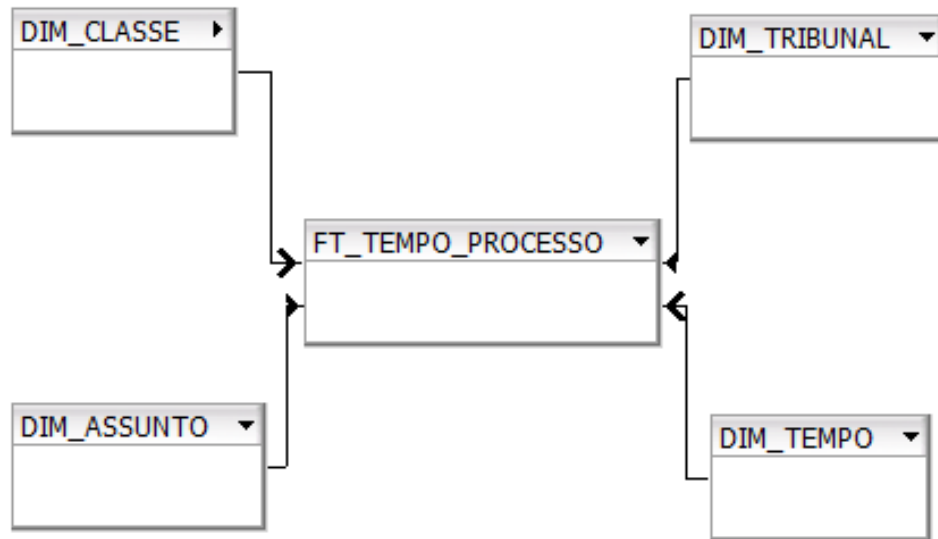 DIM_CLASSE
DIM_TRIBUNAL
FT_TEMPO_PROCESSO
DIM_ASSUNTO
DIM_TEMPO